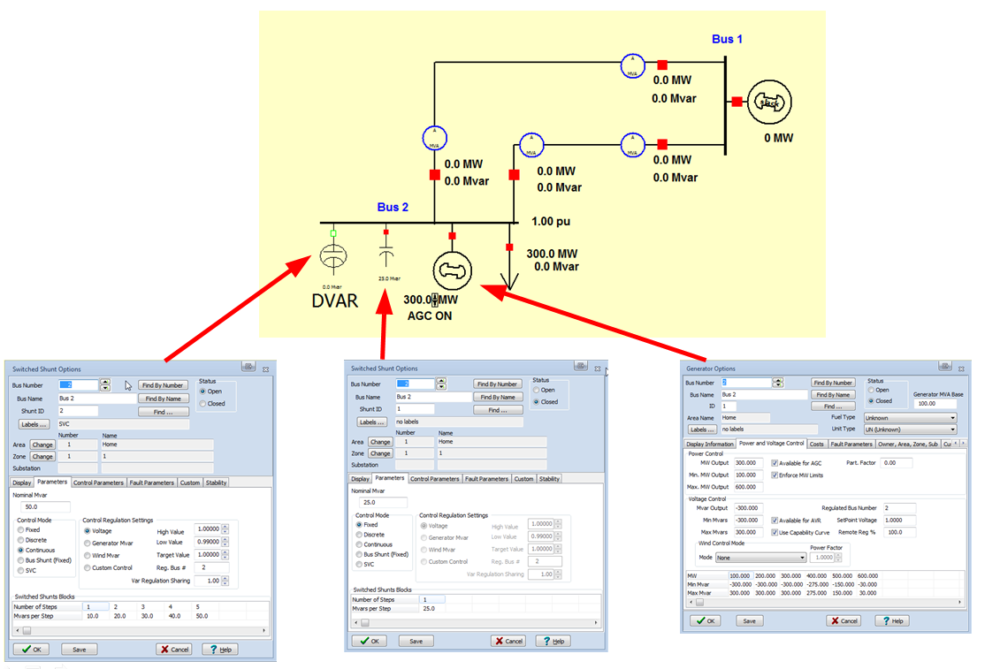 Bus 1
A
MVA
0.0 MW
0.0 Mvar
slack
0 MW
A
MVA
0.0 MW
0.0 Mvar
A
MVA
A
MVA
0.0 MW
0.0 Mvar
0.0 MW
0.0 Mvar
Bus 2
1.00 pu
300.0 MW
0.0 Mvar
0.0 Mvar
25.0 Mvar
DVAR
300.0 MW
AGC ON
Switched Shunt Options
Bus Number 2 Find By Number
Status
Open
Closed
Bus Name Bus 2 Find By Name
Shunt ID 2 Find ...
Labels ... SVC
Number Name
Area Change 1 Home
Zone Change 1 1
Substation
Display Parameters Control Parameters Fault Parameters Custom Stability
Nominal Mvar
50.0
Control Mode
Fixed
Discrete
Continuous
Bus Shunt (Fixed)
SVC
Control Regulation Settings
Voltage
Generator Mvar
Wind Mvar
Custom Control
High Value 1.00000
Low Value 0.99000
Target Value 1.00000
Reg. Bus # 2
Var Regulation Sharing 1.00
Switched Shunts Blocks
Number of Steps 1 2 3 4 5
Mvars per Step 10.0 20.0 30.0 40.0 50.0
OK Save Cancel ? Help
Switched Shunt Options
Bus Number 2 Find By Number
Status
Open
Closed
Bus Name Bus 2 Find By Name
Shunt ID 1 Find ...
Labels ... no labels
Number Name
Area Change 1 Home
Zone Change 1 1
Substation
Display Parameters Control Parameters Fault Parameters Custom Stability
Nominal Mvar
25.0
Control Mode
Fixed
Discrete
Continuous
Bus Shunt (Fixed)
SVC
Control Regulation Settings
Voltage
Generator Mvar
Wind Mvar
Custom Control
High Value 1.00000
Low Value 0.99000
Target Value 1.00000
Reg. Bus # 2
Var Regulation Sharing 1.00
Switched Shunts Blocks
Number of Steps 1
Mvars per Step 25.0
OK Save Cancel ? Help
Generator Options
Bus Number 2 Find By Number
Status
Open
Closed
Bus Name Bus 2 Find By Name
Generator MVA Base
100.00
ID 1 Find ...
Area Name Home
Fuel Type Unknown
Labels ... no labels
Unit Type UN (Unknown)
Display Information Power and Voltage Control Costs Fault Parameters Owner, Area, Zone, Sub Cu
Power Control
MW Output 300.000 Available for AGC Part. Factor 0.00
Min. MW Output 100.000 Enforce MW Limits
Max. MW Output 600.000
Voltage Control
Mvar Output -300.000 Regulated Bus Number 2
Min Mvars -300.000 Available for AVR SetPoint Voltage 1.0000
Max Mvars 300.000 Use Capability Curve Remote Reg % 100.0
Wind Control Mode
Mode None
Power Factor
1.0000
MW 100.000 200.000 300.000 400.000 500.000 600.000
Min Mvar -300.000 -300.000 -300.000 -275.000 -150.000 -30.000
Max Mvar 300.000 300.000 300.000 275.000 150.000 30.000
OK Save Cancel ? Help